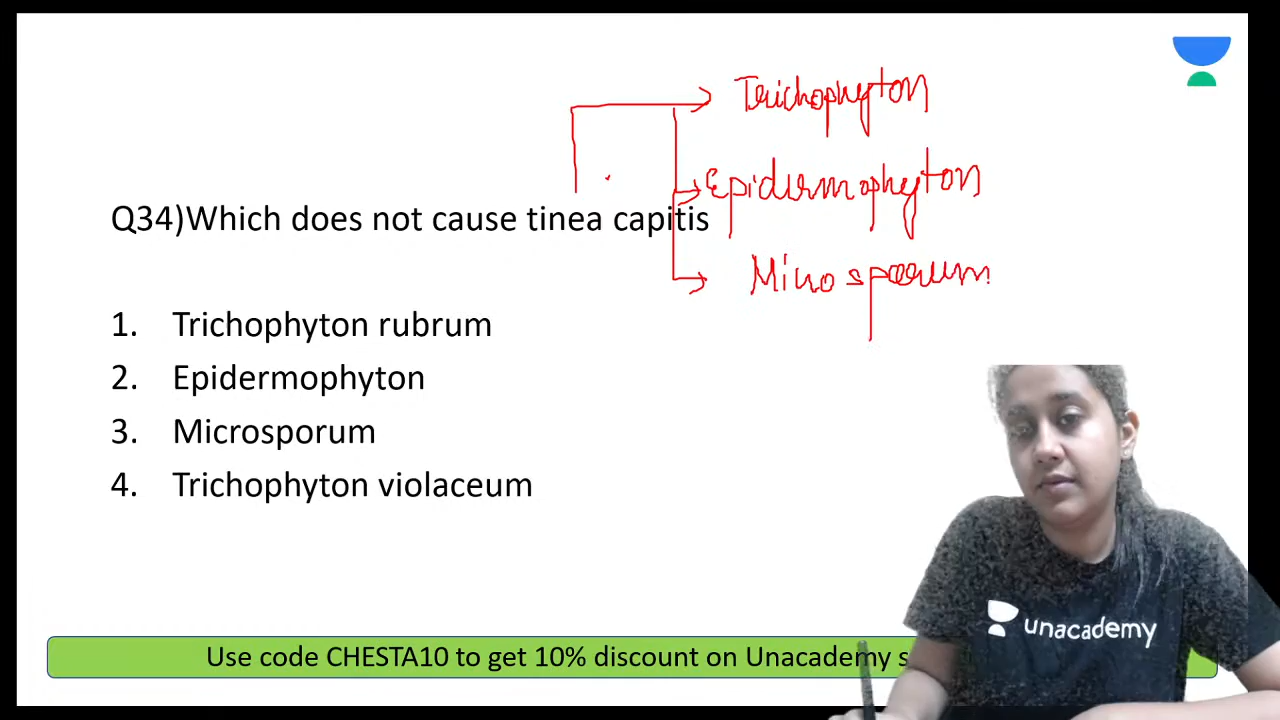 Trichophyton
Epidermophyton
Q34)Which does not cause tinea capitis
Microsporum
1. Trichophyton rubrum
2. Epidermophyton
3. Microsporum
4. Trichophyton violaceum
unacademy
Use code CHESTA10 to get 10% discount on Unacademy s